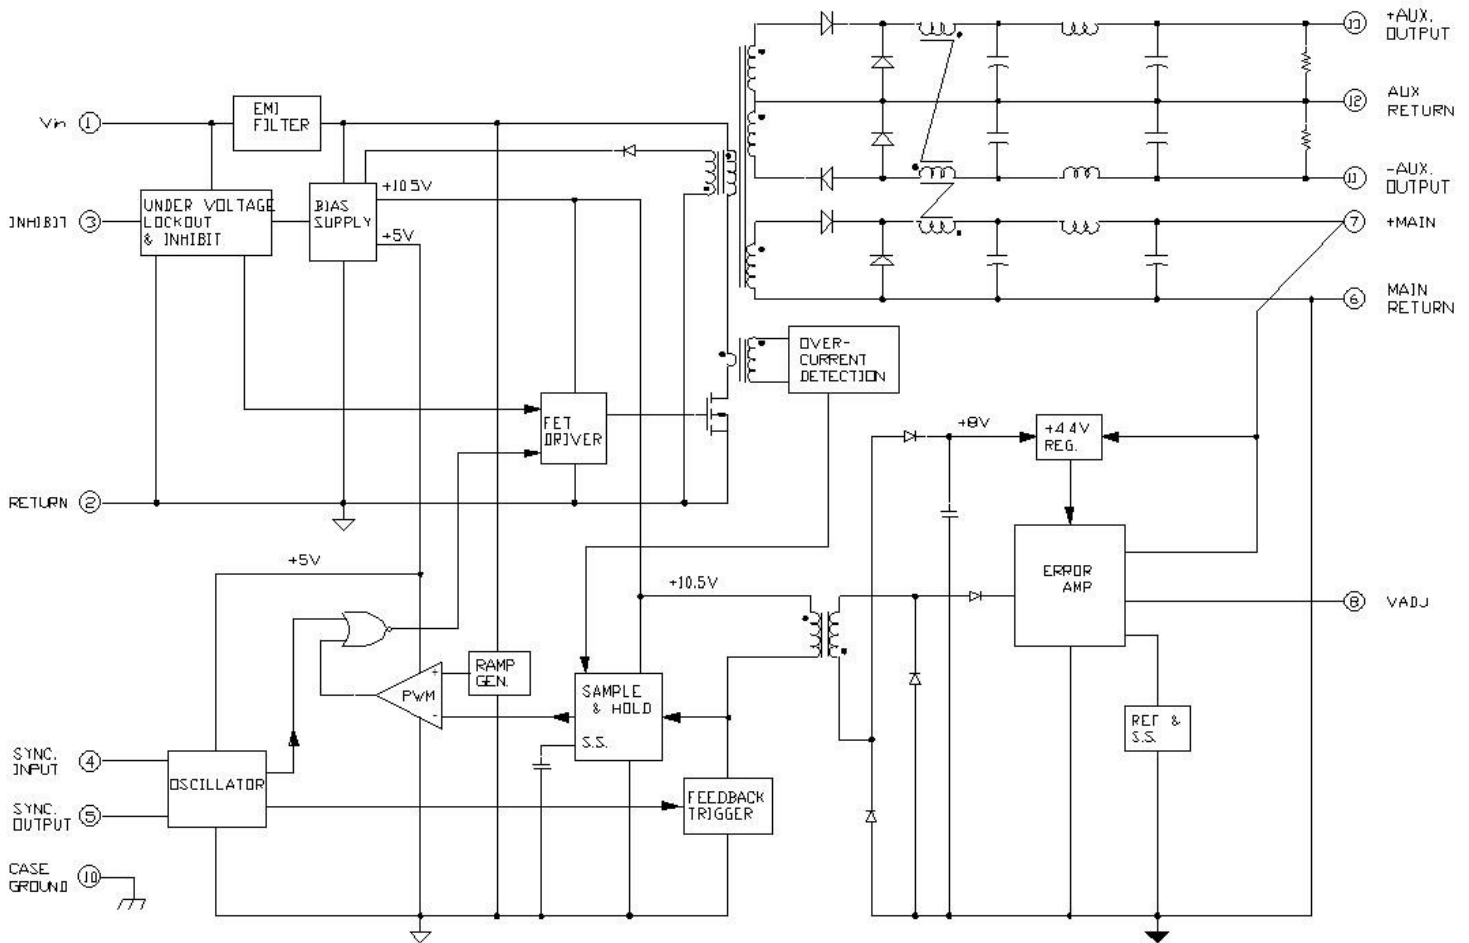 13 +AUX.
OUTPUT
EMI
FILTER
Vin 1
12 AUX
RETURN
+10.5V
11 -AUX.
OUTPUT
INHIBIT 3
UNDER VOLTAGE
LOCKOUT
& INHIBIT
BIAS
SUPPLY
+5V
7 +MAIN
6 MAIN
RETURN
OVER-
CURRENT
DETECTION
FET
DRIVER
+8V
+4.4V
REG.
RETURN 2
+5V
+10.5V
ERROR
AMP
8 VADJ
RAMP
GEN.
+
PWM
-
SAMPLE
& HOLD
S.S.
REF &
S.S.
SYNC.
INPUT 4
OSCILLATOR
SYNC.
OUTPUT 5
FEEDBACK
TRIGGER
CASE
GROUND 10